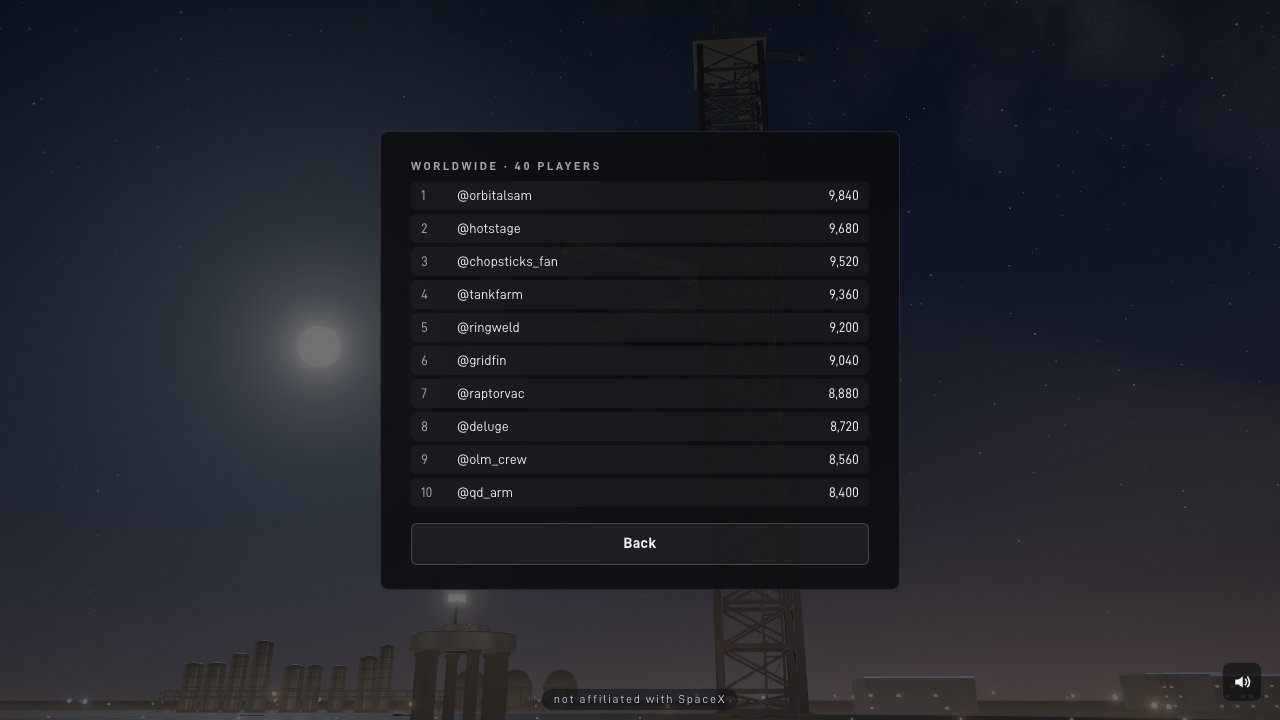 WORLDWIDE · 40 PLAYERS
1 @orbitalsam 9,840
2 @hotstage 9,680
3 @chopsticks_fan 9,520
4 @tankfarm 9,360
5 @ringweld 9,200
6 @gridfin 9,040
7 @raptorvac 8,880
8 @deluge 8,720
9 @olm_crew 8,560
10 @qd_arm 8,400
Back
not affiliated with SpaceX